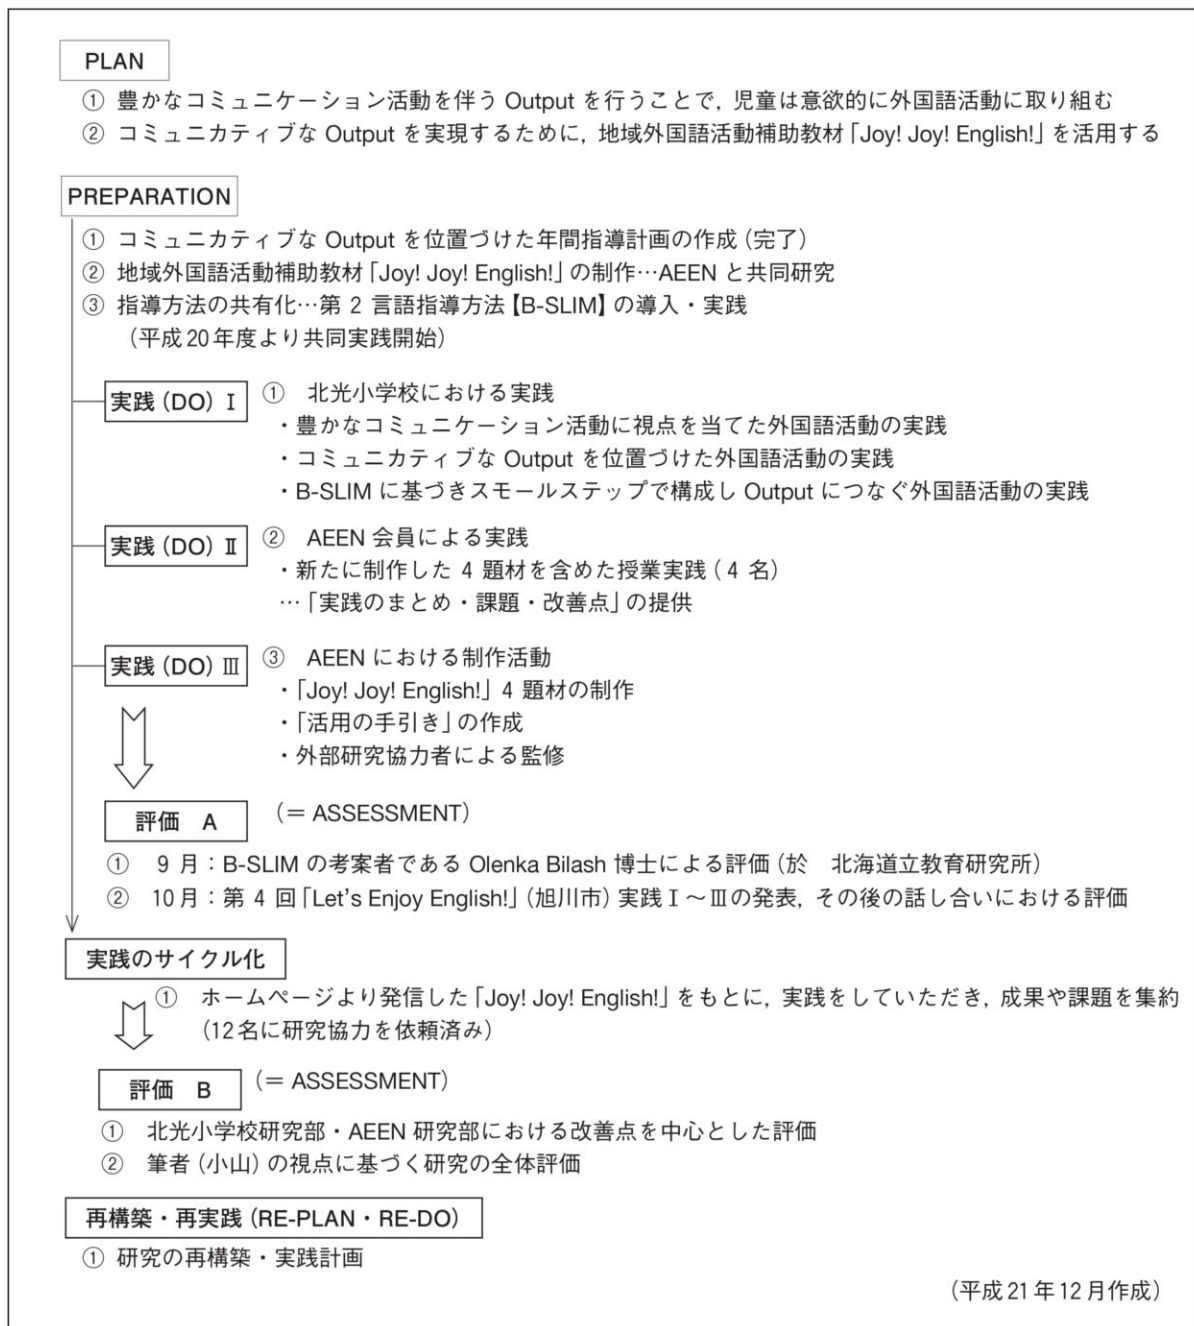 PLAN
① 豊かなコミュニケーション活動を伴う Output を行うことで, 児童は意欲的に外国語活動に取り組む
② コミュニカティブな Output を実現するために, 地域外国語活動補助教材「Joy! Joy! English!」を活用する
PREPARATION
① コミュニカティブな Output を位置づけた年間指導計画の作成(完了)
② 地域外国語活動補助教材「Joy! Joy! English!」の制作…AEEN と共同研究
③ 指導方法の共有化…第 2 言語指導方法【B-SLIM】の導入・実践
(平成20年度より共同実践開始)
実践(DO) Ⅰ ① 北光小学校における実践
・豊かなコミュニケーション活動に視点を当てた外国語活動の実践
・コミュニカティブな Output を位置づけた外国語活動の実践
・B-SLIM に基づきスモールステップで構成し Output につなぐ外国語活動の実践
実践(DO) Ⅱ ② AEEN 会員による実践
・新たに制作した 4 題材を含めた授業実践( 4 名)
…「実践のまとめ・課題・改善点」の提供
実践(DO) Ⅲ ③ AEEN における制作活動
・「Joy! Joy! English!」4 題材の制作
・「活用の手引き」の作成
・外部研究協力者による監修
評価 A (= ASSESSMENT)
① 9 月:B-SLIM の考案者である Olenka Bilash 博士による評価(於 北海道立教育研究所)
② 10月:第 4 回「Let's Enjoy English!」(旭川市)実践Ⅰ~Ⅲの発表, その後の話し合いにおける評価
実践のサイクル化
① ホームページより発信した「Joy! Joy! English!」をもとに, 実践をしていただき, 成果や課題を集約
(12名に研究協力を依頼済み)
評価 B (= ASSESSMENT)
① 北光小学校研究部・AEEN 研究部における改善点を中心とした評価
② 筆者(小山)の視点に基づく研究の全体評価
再構築・再実践(RE-PLAN・RE-DO)
① 研究の再構築・実践計画
(平成21年12月作成)